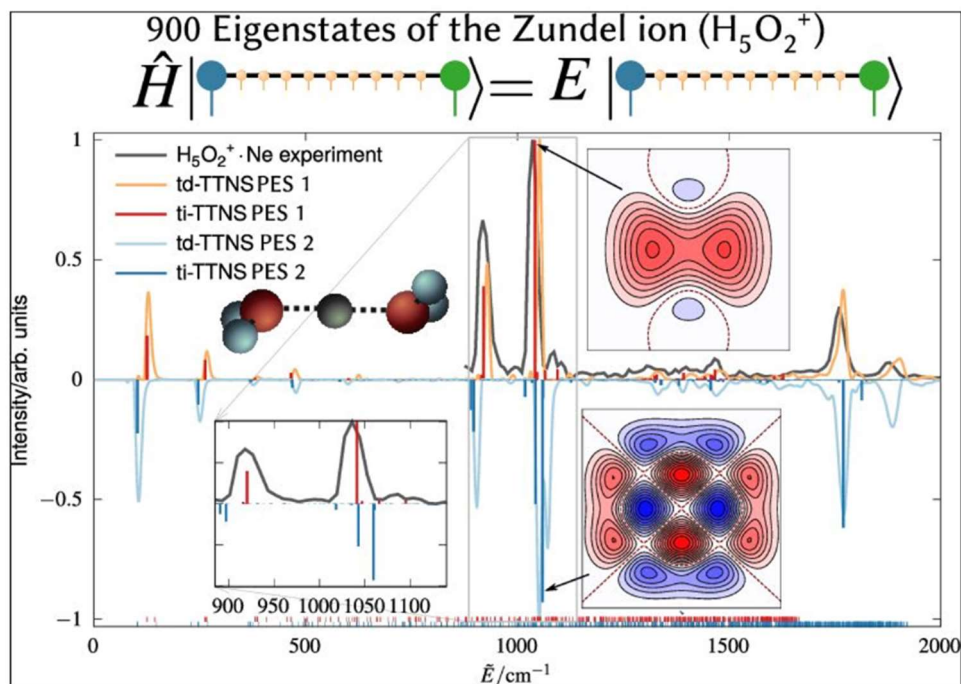 900 Eigenstates of the Zundel ion (H₅O₂⁺)
Ĥ| ⟩ = E | ⟩
H₅O₂⁺ · Ne experiment
td-TTNS PES 1
ti-TTNS PES 1
td-TTNS PES 2
ti-TTNS PES 2
Intensity/arb. units
1
0.5
0
−0.5
−1
900 950 1000 1050 1100
0 500 1000 1500 2000
Ẽ/cm⁻¹